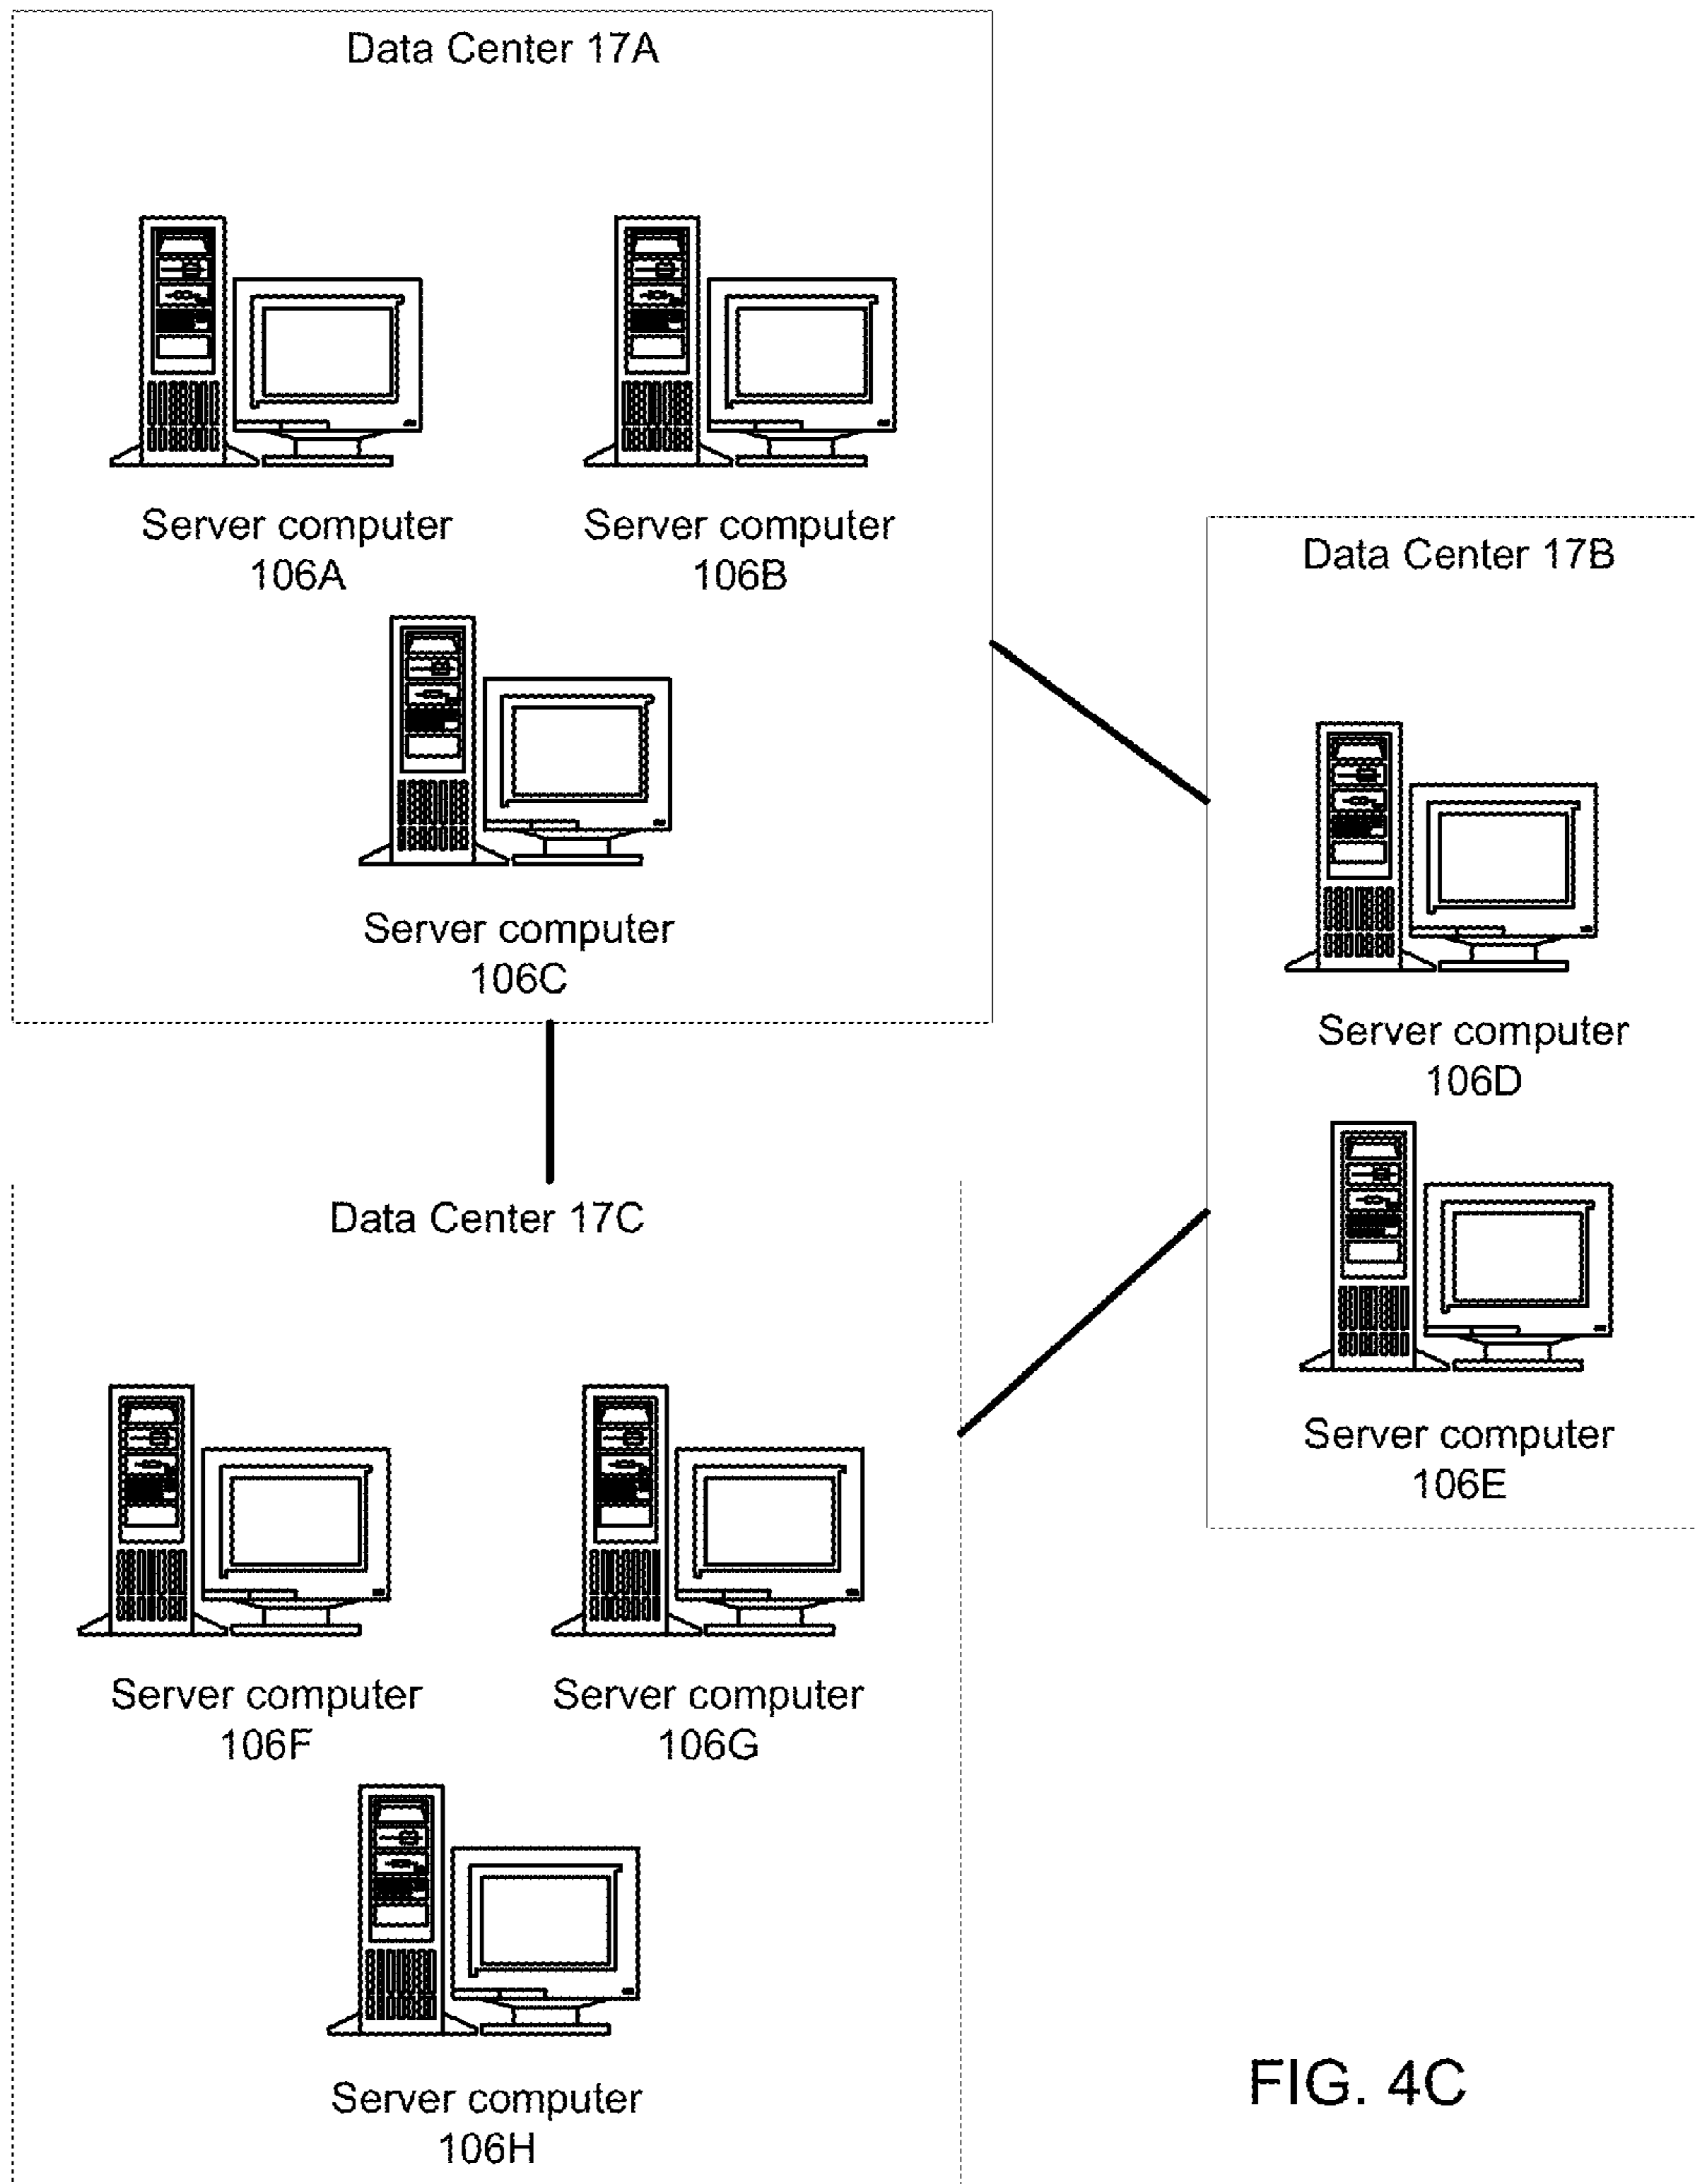 Data Center 17A
Server computer
106A
Server computer
106B
Server computer
106C
Data Center 17B
Server computer
106D
Server computer
106E
Data Center 17C
Server computer
106F
Server computer
106G
Server computer
106H
FIG. 4C